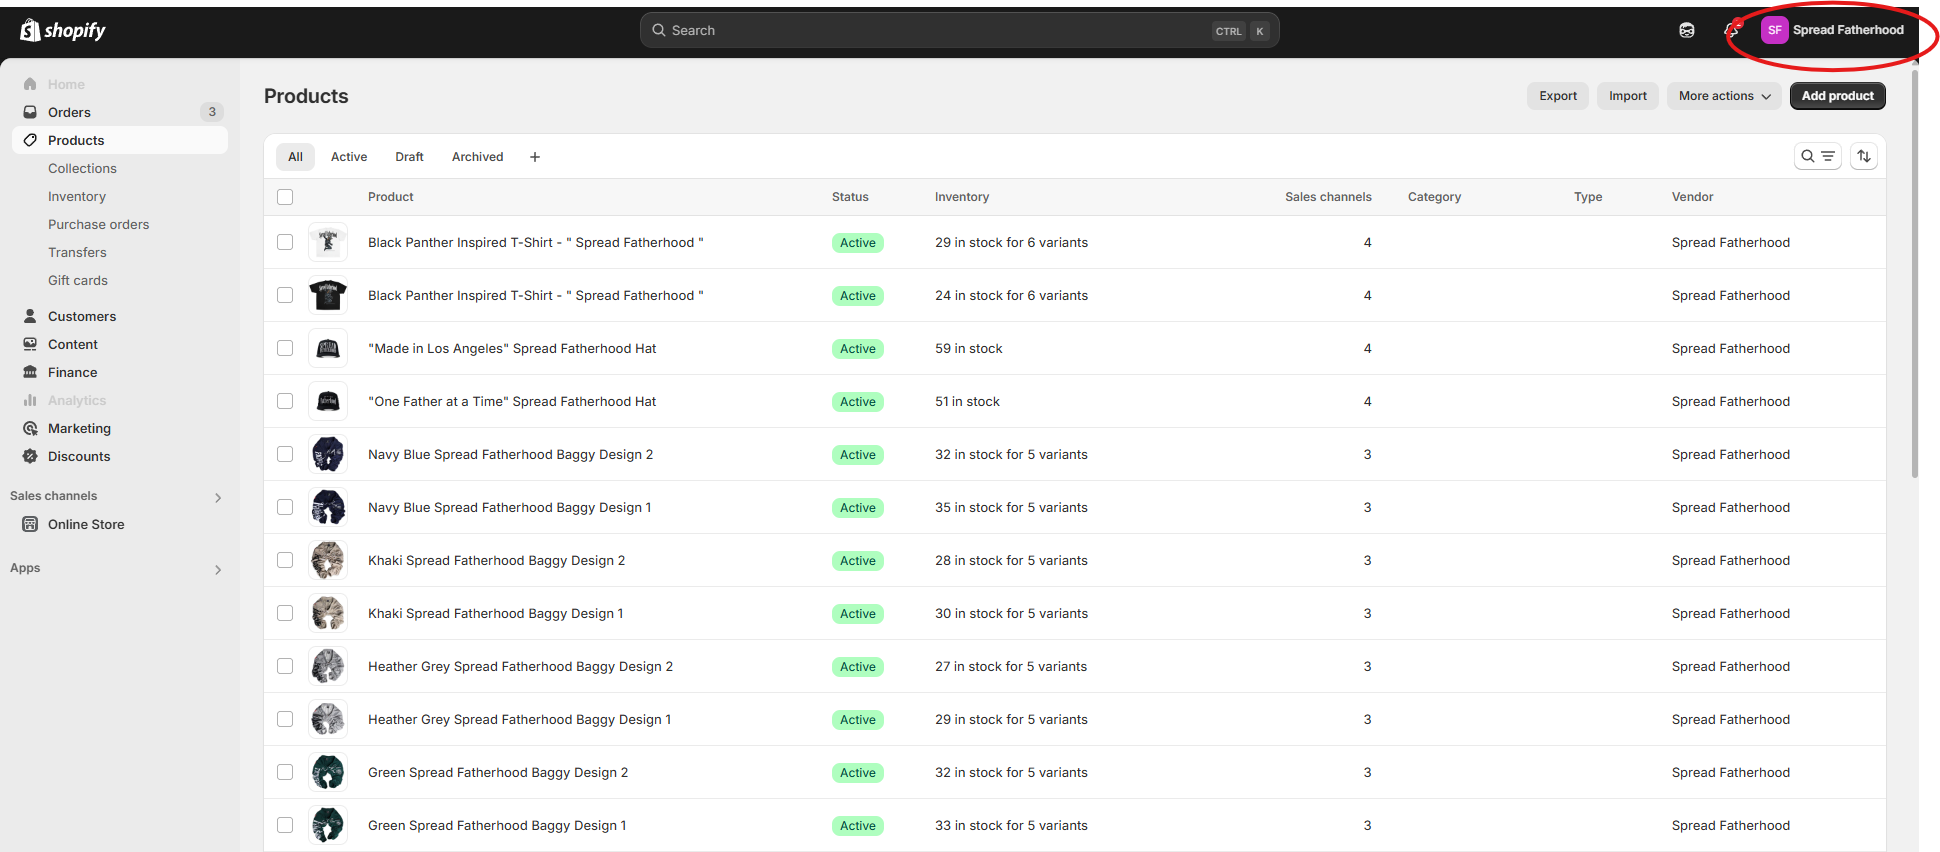 shopify
Search
CTRL K
SF Spread Fatherhood
Home
Orders 3
Products
Collections
Inventory
Purchase orders
Transfers
Gift cards
Customers
Content
Finance
Analytics
Marketing
Discounts
Sales channels
Online Store
Apps
Products
Export Import More actions Add product
All Active Draft Archived +
Product Status Inventory Sales channels Category Type Vendor
Black Panther Inspired T-Shirt - " Spread Fatherhood " Active 29 in stock for 6 variants 4 Spread Fatherhood
Black Panther Inspired T-Shirt - " Spread Fatherhood " Active 24 in stock for 6 variants 4 Spread Fatherhood
"Made in Los Angeles" Spread Fatherhood Hat Active 59 in stock 4 Spread Fatherhood
"One Father at a Time" Spread Fatherhood Hat Active 51 in stock 4 Spread Fatherhood
Navy Blue Spread Fatherhood Baggy Design 2 Active 32 in stock for 5 variants 3 Spread Fatherhood
Navy Blue Spread Fatherhood Baggy Design 1 Active 35 in stock for 5 variants 3 Spread Fatherhood
Khaki Spread Fatherhood Baggy Design 2 Active 28 in stock for 5 variants 3 Spread Fatherhood
Khaki Spread Fatherhood Baggy Design 1 Active 30 in stock for 5 variants 3 Spread Fatherhood
Heather Grey Spread Fatherhood Baggy Design 2 Active 27 in stock for 5 variants 3 Spread Fatherhood
Heather Grey Spread Fatherhood Baggy Design 1 Active 29 in stock for 5 variants 3 Spread Fatherhood
Green Spread Fatherhood Baggy Design 2 Active 32 in stock for 5 variants 3 Spread Fatherhood
Green Spread Fatherhood Baggy Design 1 Active 33 in stock for 5 variants 3 Spread Fatherhood